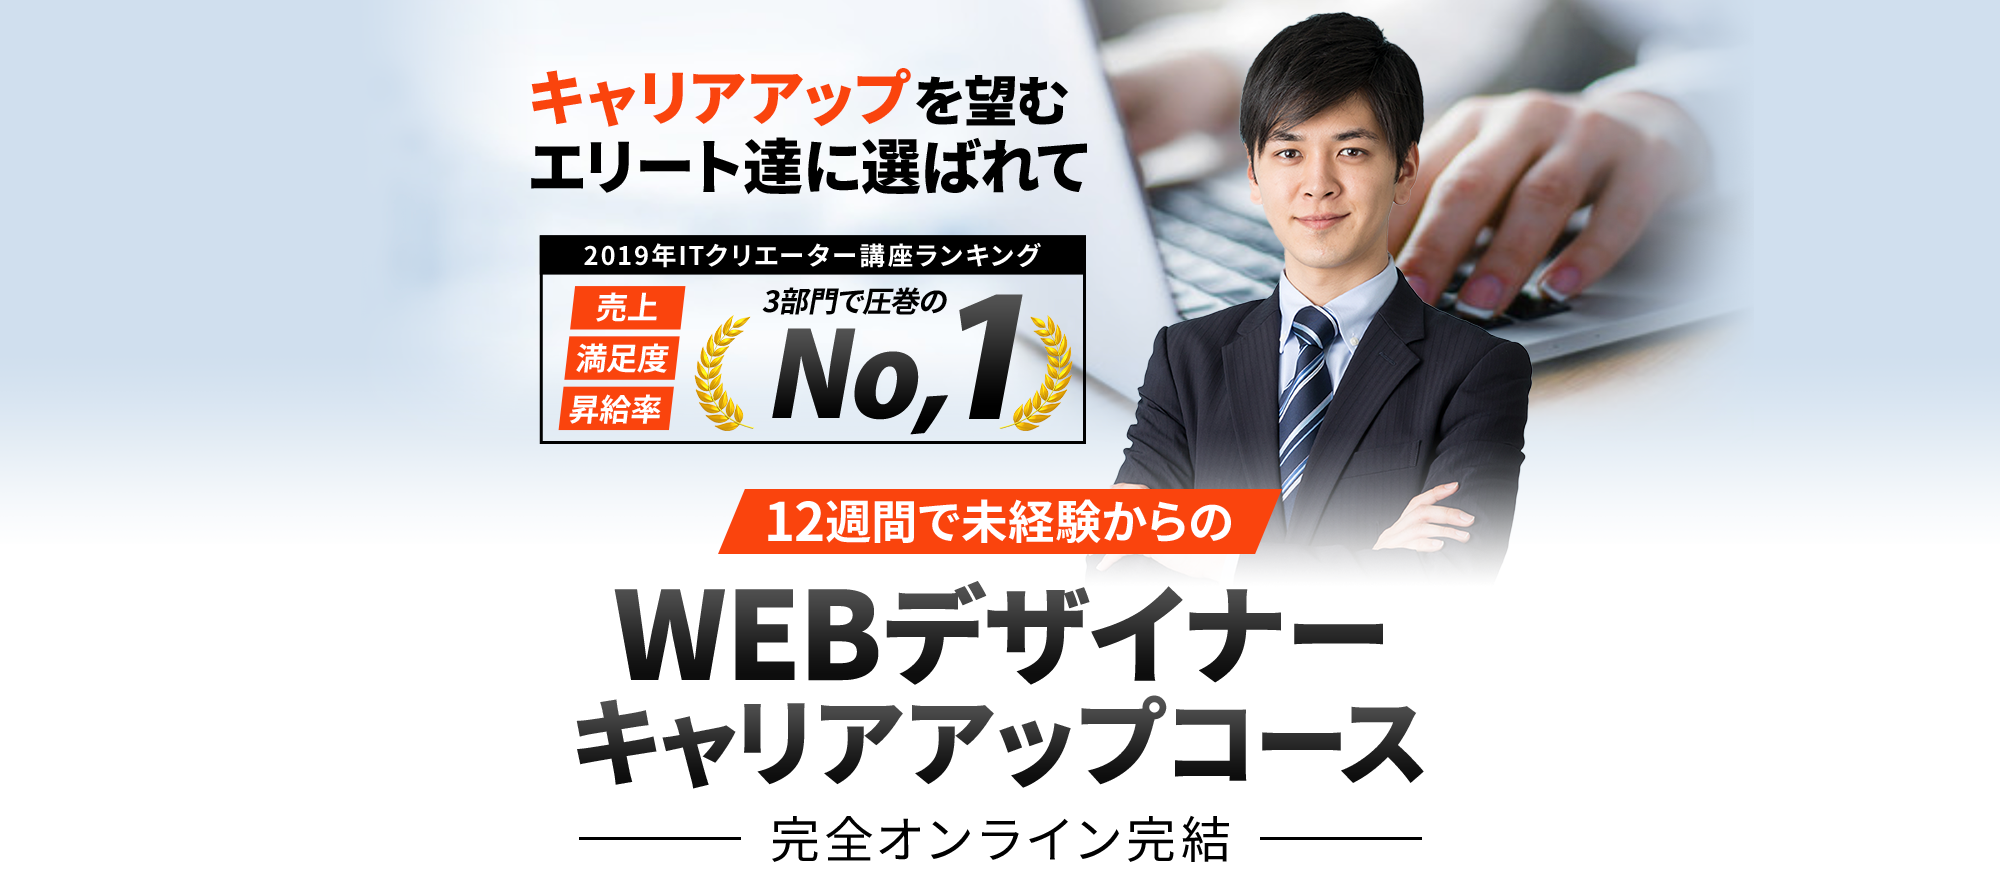 キャリアアップを望む
エリート達に選ばれて
2019年ITクリエーター講座ランキング
売上
満足度
昇給率
3部門で圧巻の
No,1
12週間で未経験からの
WEBデザイナー
キャリアアップコース
完全オンライン完結